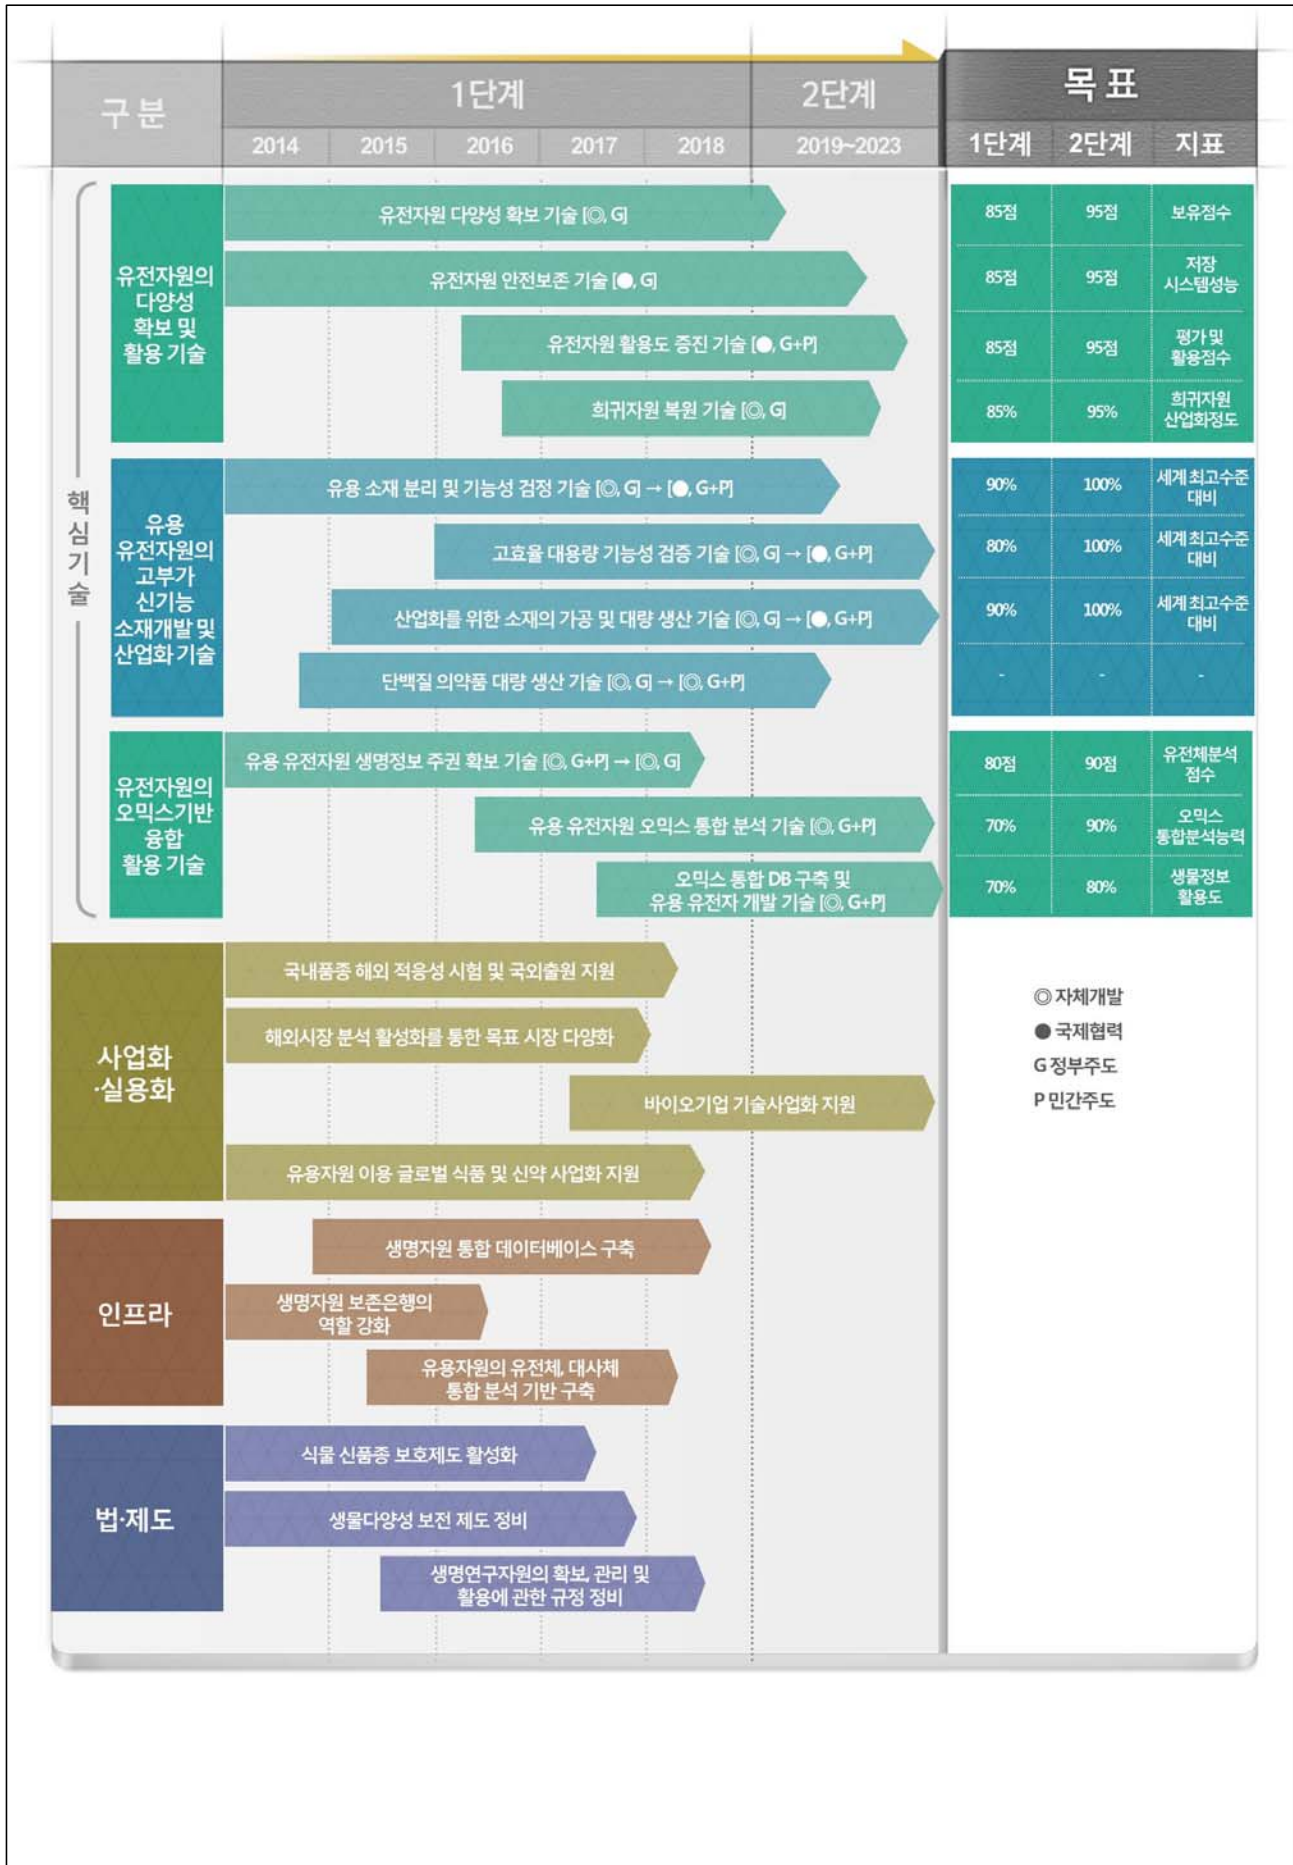 구분
1단계
2단계
목표
2014
2015
2016
2017
2018
2019~2023
1단계
2단계
지표
핵심기술
유전자원의
다양성
확보 및
활용 기술
유전자원 다양성 확보 기술 [◎, G]
85점
95점
보유점수
유전자원 안전보존 기술 [●, G]
85점
95점
저장
시스템성능
유전자원 활용도 증진 기술 [●, G+P]
85점
95점
평가 및
활용점수
희귀자원 복원 기술 [◎, G]
85%
95%
희귀자원
산업화정도
유용
유전자원의
고부가
신기능
소재개발 및
산업화 기술
유용 소재 분리 및 기능성 검정 기술 [◎, G] → [●, G+P]
90%
100%
세계 최고수준
대비
고효율 대용량 기능성 검증 기술 [◎, G] → [●, G+P]
80%
100%
세계 최고수준
대비
산업화를 위한 소재의 가공 및 대량 생산 기술 [◎, G] → [●, G+P]
90%
100%
세계 최고수준
대비
단백질 의약품 대량 생산 기술 [◎, G] → [◎, G+P]
-
-
-
유전자원의
오믹스기반
융합
활용 기술
유용 유전자원 생명정보 주권 확보 기술 [◎, G+P] → [◎, G]
80점
90점
유전체분석
점수
유용 유전자원 오믹스 통합 분석 기술 [◎, G+P]
70%
90%
오믹스
통합분석능력
오믹스 통합 DB 구축 및
유용 유전자 개발 기술 [◎, G+P]
70%
80%
생물정보
활용도
사업화
·실용화
국내품종 해외 적응성 시험 및 국외출원 지원
해외시장 분석 활성화를 통한 목표 시장 다양화
바이오기업 기술사업화 지원
유용자원 이용 글로벌 식품 및 신약 사업화 지원
◎ 자체개발
● 국제협력
G 정부주도
P 민간주도
인프라
생명자원 통합 데이터베이스 구축
생명자원 보존은행의
역할 강화
유용자원의 유전체, 대사체
통합 분석 기반 구축
법·제도
식물 신품종 보호제도 활성화
생물다양성 보전 제도 정비
생명연구자원의 확보, 관리 및
활용에 관한 규정 정비